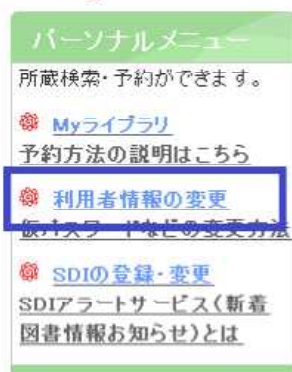 パーソナルメニュー
所蔵検索・予約ができます。
Myライブラリ
予約方法の説明はこちら
利用者情報の変更
仮パスワードなどの変更方法
SDIの登録・変更
SDIアラートサービス(新着
図書情報お知らせ)とは